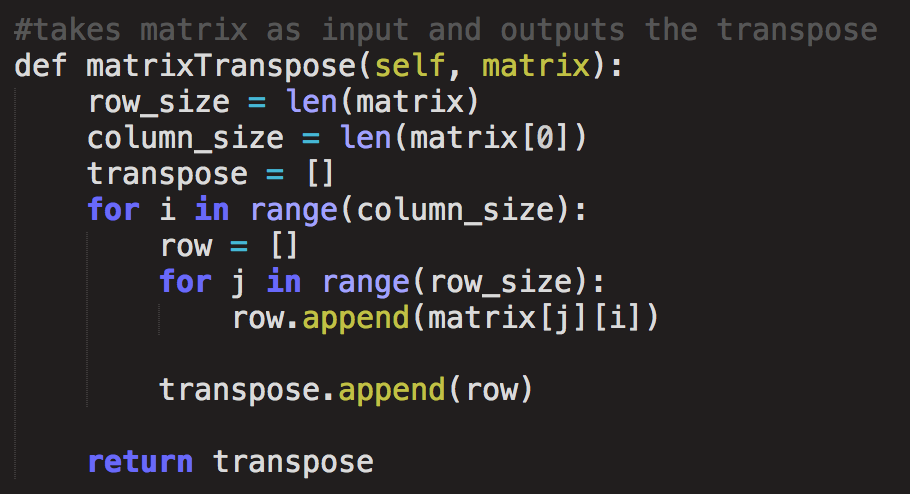 #takes matrix as input and outputs the transpose
def matrixTranspose(self, matrix):
    row_size = len(matrix)
    column_size = len(matrix[0])
    transpose = []
    for i in range(column_size):
        row = []
        for j in range(row_size):
            row.append(matrix[j][i])
        transpose.append(row)
    return transpose